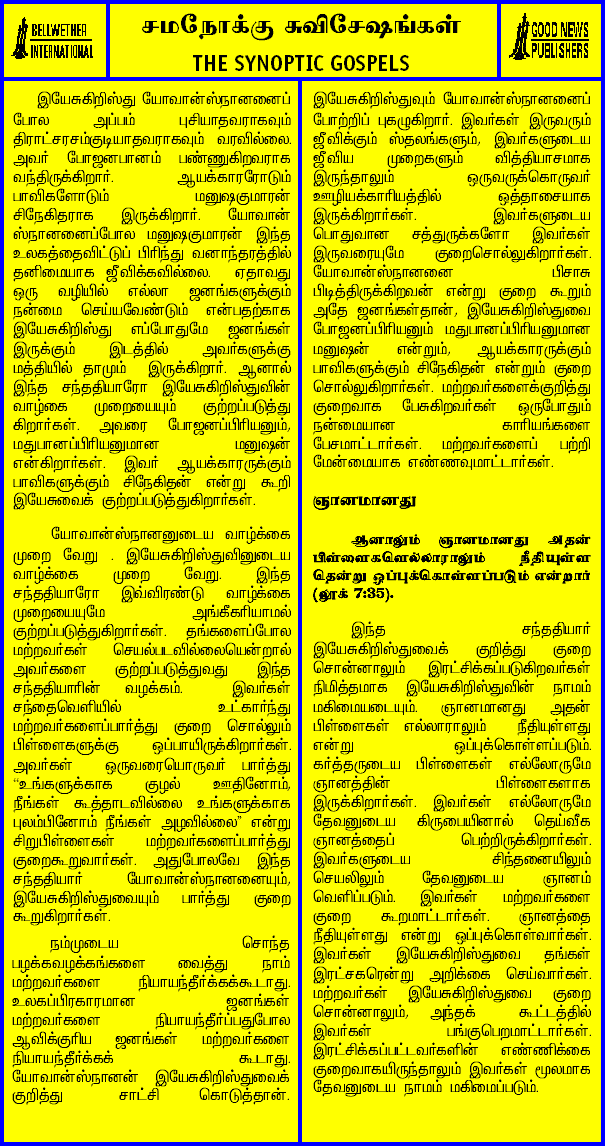 BELLWETHER
INTERNATIONAL
சமநோக்கு சுவிசேஷங்கள்
THE SYNOPTIC GOSPELS
GOOD NEWS
PUBLISHERS
இயேசுகிறிஸ்து யோவான்ஸ்நானனைப்
போல அப்பம் புசியாதவராகவும்
திராட்சரசம்குடியாதவராகவும் வரவில்லை.
அவர் போஜனபானம் பண்ணுகிறவராக
வந்திருக்கிறார். ஆயக்காரரோடும்
பாவிகளோடும் மனுஷகுமாரன்
சிநேகிதராக இருக்கிறார். யோவான்
ஸ்நானனைப்போல மனுஷகுமாரன் இந்த
உலகத்தைவிட்டுப் பிரிந்து வனாந்தரத்தில்
தனிமையாக ஜீவிக்கவில்லை. ஏதாவது
ஒரு வழியில் எல்லா ஜனங்களுக்கும்
நன்மை செய்யவேண்டும் என்பதற்காக
இயேசுகிறிஸ்து எப்போதுமே ஜனங்கள்
இருக்கும் இடத்தில் அவர்களுக்கு
மத்தியில் தாமும் இருக்கிறார். ஆனால்
இந்த சந்ததியாரோ இயேசுகிறிஸ்துவின்
வாழ்கை முறையையும் குற்றப்படுத்து
கிறார்கள். அவரை போஜனப்பிரியனும்,
மதுபானப்பிரியனுமான மனுஷன்
என்கிறார்கள். இவர் ஆயக்காரருக்கும்
பாவிகளுக்கும் சிநேகிதன் என்று கூறி
இயேசுவைக் குற்றப்படுத்துகிறார்கள்.
யோவான்ஸ்நானனுடைய வாழ்க்கை
முறை வேறு . இயேசுகிறிஸ்துவினுடைய
வாழ்க்கை முறை வேறு. இந்த
சந்ததியாரோ இவ்விரண்டு வாழ்க்கை
முறையையுமே அங்கீகரியாமல்
குற்றப்படுத்துகிறார்கள். தங்களைப்போல
மற்றவர்கள் செயல்படவில்லையென்றால்
அவர்களை குற்றப்படுத்துவது இந்த
சந்ததியாரின் வழக்கம். இவர்கள்
சந்தைவெளியில் உட்கார்ந்து
மற்றவர்களைப்பார்த்து குறை சொல்லும்
பிள்ளைகளுக்கு ஒப்பாயிருக்கிறார்கள்.
அவர்கள் ஒருவரையொருவர் பார்த்து
“உங்களுக்காக குழல் ஊதினோம்,
நீங்கள் கூத்தாடவில்லை உங்களுக்காக
புலம்பினோம் நீங்கள் அழவில்லை” என்று
சிறுபிள்ளைகள் மற்றவர்களைப்பார்த்து
குறைகூறுவார்கள். அதுபோலவே இந்த
சந்ததியார் யோவான்ஸ்நானனையும்,
இயேசுகிறிஸ்துவையும் பார்த்து குறை
கூறுகிறார்கள்.
நம்முடைய சொந்த
பழக்கவழக்கங்களை வைத்து நாம்
மற்றவர்களை நியாயந்தீர்க்கக்கூடாது.
உலகப்பிரகாரமான ஜனங்கள்
மற்றவர்களை நியாயந்தீர்ப்பதுபோல
ஆவிக்குரிய ஜனங்கள் மற்றவர்களை
நியாயந்தீர்க்கக் கூடாது.
யோவான்ஸ்நானன் இயேசுகிறிஸ்துவைக்
குறித்து சாட்சி கொடுத்தான்.
இயேசுகிறிஸ்துவும் யோவான்ஸ்நானனைப்
போற்றிப் புகழுகிறார். இவர்கள் இருவரும்
ஜீவிக்கும் ஸ்தலங்களும், இவர்களுடைய
ஜீவிய முறைகளும் வித்தியாசமாக
இருந்தாலும் ஒருவருக்கொருவர்
ஊழியக்காரியத்தில் ஒத்தாசையாக
இருக்கிறார்கள். இவர்களுடைய
பொதுவான சத்துருக்களோ இவர்கள்
இருவரையுமே குறைசொல்லுகிறார்கள்.
யோவான்ஸ்நானனை பிசாசு
பிடித்திருக்கிறவன் என்று குறை கூறும்
அதே ஜனங்கள்தான், இயேசுகிறிஸ்துவை
போஜனப்பிரியனும் மதுபானப்பிரியனுமான
மனுஷன் என்றும், ஆயக்காரருக்கும்
பாவிகளுக்கும் சிநேகிதன் என்றும் குறை
சொல்லுகிறார்கள். மற்றவர்களைக்குறித்து
குறைவாக பேசுகிறவர்கள் ஒருபோதும்
நன்மையான காரியங்களை
பேசமாட்டார்கள். மற்றவர்களைப் பற்றி
மேன்மையாக எண்ணவுமாட்டார்கள்.
ஞானமானது
ஆனாலும் ஞானமானது அதன்
பிள்ளைகளெல்லாராலும் நீதியுள்ள
தென்று ஒப்புக்கொள்ளப்படும் என்றார்
(லூக் 7:35).
இந்த சந்ததியார்
இயேசுகிறிஸ்துவைக் குறித்து குறை
சொன்னாலும் இரட்சிக்கப்படுகிறவர்கள்
நிமித்தமாக இயேசுகிறிஸ்துவின் நாமம்
மகிமையடையும். ஞானமானது அதன்
பிள்ளைகள் எல்லாராலும் நீதியுள்ளது
என்று ஒப்புக்கொள்ளப்படும்.
கர்த்தருடைய பிள்ளைகள் எல்லோருமே
ஞானத்தின் பிள்ளைகளாக
இருக்கிறார்கள். இவர்கள் எல்லோருமே
தேவனுடைய கிருபையினால் தெய்வீக
ஞானத்தைப் பெற்றிருக்கிறார்கள்.
இவர்களுடைய சிந்தனையிலும்
செயலிலும் தேவனுடைய ஞானம்
வெளிப்படும். இவர்கள் மற்றவர்களை
குறை கூறமாட்டார்கள். ஞானத்தை
நீதியுள்ளது என்று ஒப்புக்கொள்வார்கள்.
இவர்கள் இயேசுகிறிஸ்துவை தங்கள்
இரட்சகரென்று அறிக்கை செய்வார்கள்.
மற்றவர்கள் இயேசுகிறிஸ்துவை குறை
சொன்னாலும், அந்தக் கூட்டத்தில்
இவர்கள் பங்குபெறமாட்டார்கள்.
இரட்சிக்கப்பட்டவர்களின் எண்ணிக்கை
குறைவாகயிருந்தாலும் இவர்கள் மூலமாக
தேவனுடைய நாமம் மகிமைப்படும்.